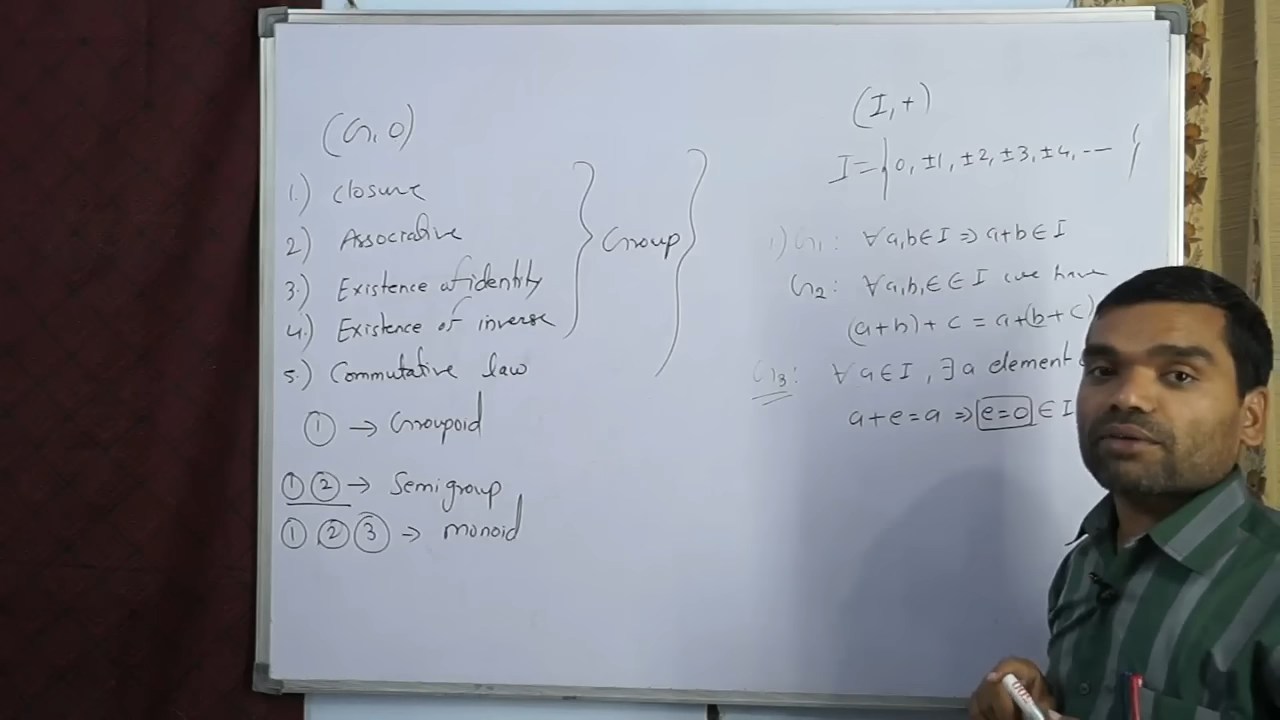 (G, O)
1.) Closure
2) Associative
3.) Existence of identity
4.) Existence of inverse
5.) Commutative law
} Group }
① → Groupoid
① ② → Semigroup
① ② ③ → monoid
(I, +)
I = { 0, ±1, ±2, ±3, ±4, --- }
1) G₁ : ∀ a,b ∈ I ⇒ a+b ∈ I
G₂ : ∀ a,b,∈ ∈ I we have
(a+b) + c = a+(b+c)
G₃ : ∀ a ∈ I , ∃ a element
a+e = a ⇒ e=0 ∈ I